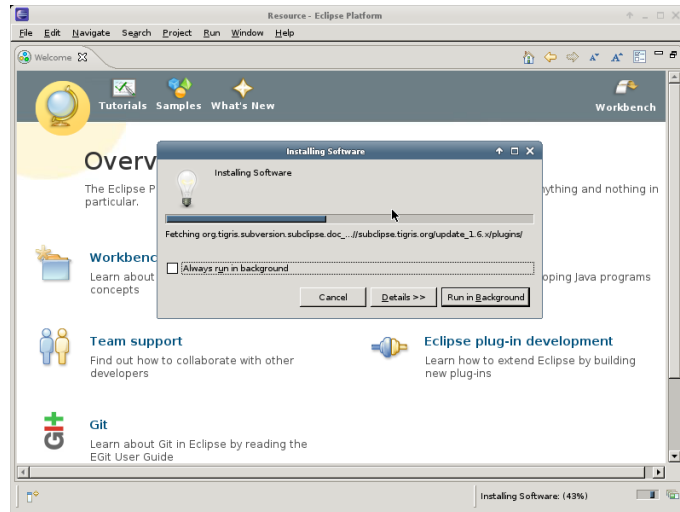 Resource - Eclipse Platform
File Edit Navigate Search Project Run Window Help
Welcome
Tutorials Samples What's New
Workbench
Overv
The Eclipse P
ything and nothing in
particular.
Installing Software
Installing Software
Fetching org.tigris.subversion.subclipse.doc_...//subclipse.tigris.org/update_1.6.x/plugins/
Always run in background
Cancel Details >> Run in Background
Workbenc
Learn about
concepts
oping Java programs
Team support
Find out how to collaborate with other
developers
Eclipse plug-in development
Learn how to extend Eclipse by building
new plug-ins
Git
Git
Learn about Git in Eclipse by reading the
EGit User Guide
Installing Software: (43%)